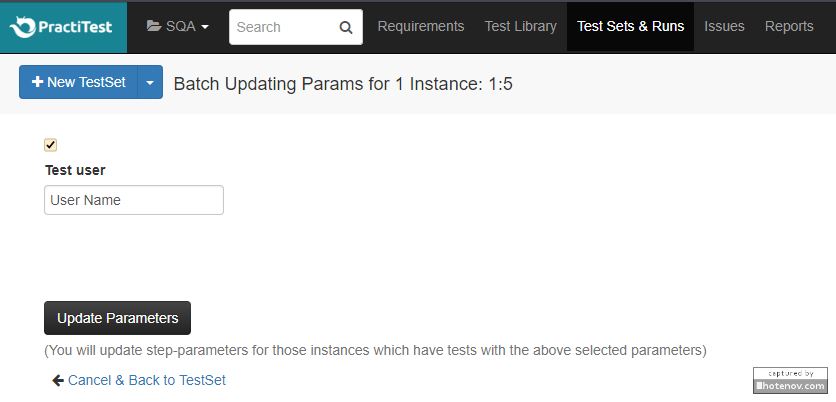 PractiTest SQA Search Requirements Test Library Test Sets & Runs Issues Reports
+ New TestSet Batch Updating Params for 1 Instance: 1:5
Test user
User Name
Update Parameters
(You will update step-parameters for those instances which have tests with the above selected parameters)
Cancel & Back to TestSet
captured by
hotenov.com